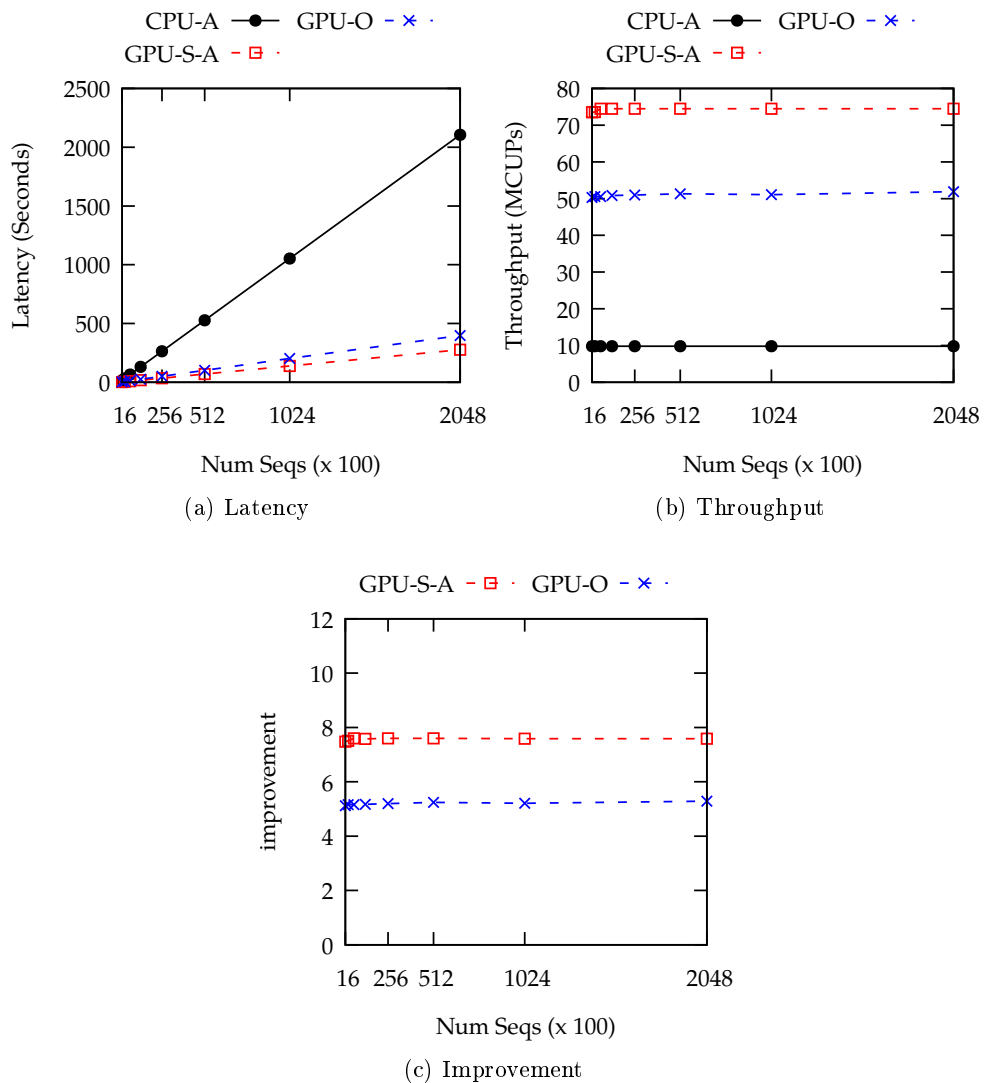 CPU-A GPU-O
GPU-S-A
2500
2000
1500
1000
500
0
Latency (Seconds)
16 256 512 1024 2048
Num Seqs (x 100)
(a) Latency
CPU-A GPU-O
GPU-S-A
80
70
60
50
40
30
20
10
0
Throughput (MCUPs)
16 256 512 1024 2048
Num Seqs (x 100)
(b) Throughput
GPU-S-A GPU-O
12
10
8
6
4
2
0
improvement
16 256 512 1024 2048
Num Seqs (x 100)
(c) Improvement